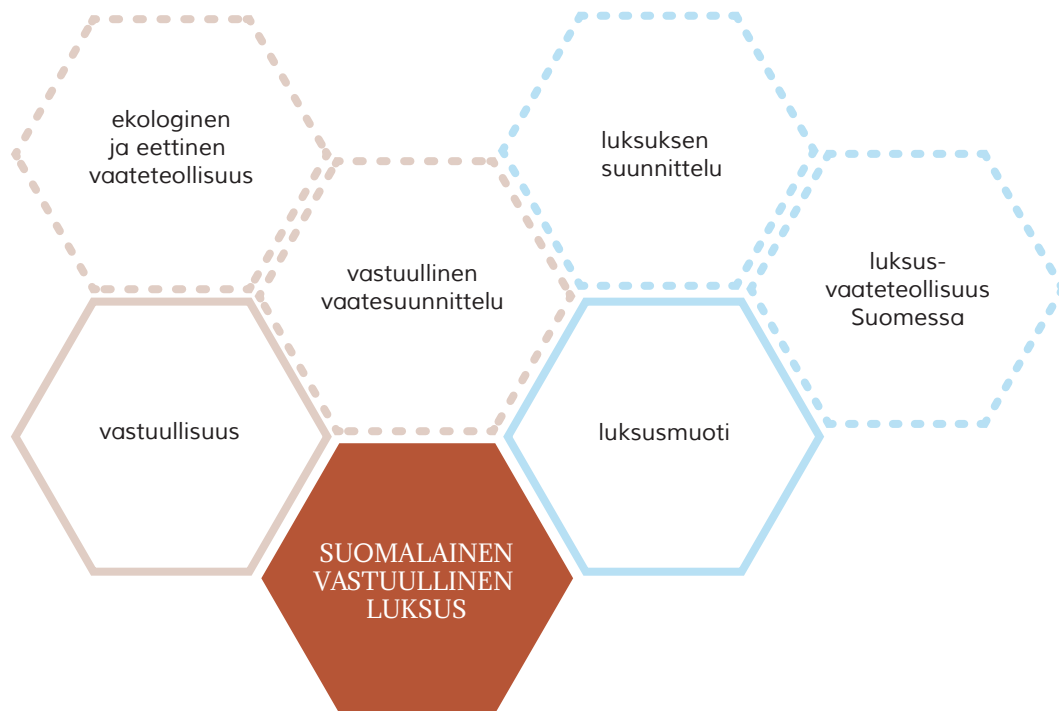 ekologinen
ja eettinen
vaateteollisuus
luksuksen
suunnittelu
vastuullinen
vaatesuunnittelu
luksus-
vaateteollisuus
Suomessa
vastuullisuus
luksusmuoti
SUOMALAINEN
VASTUULLINEN
LUKSUS